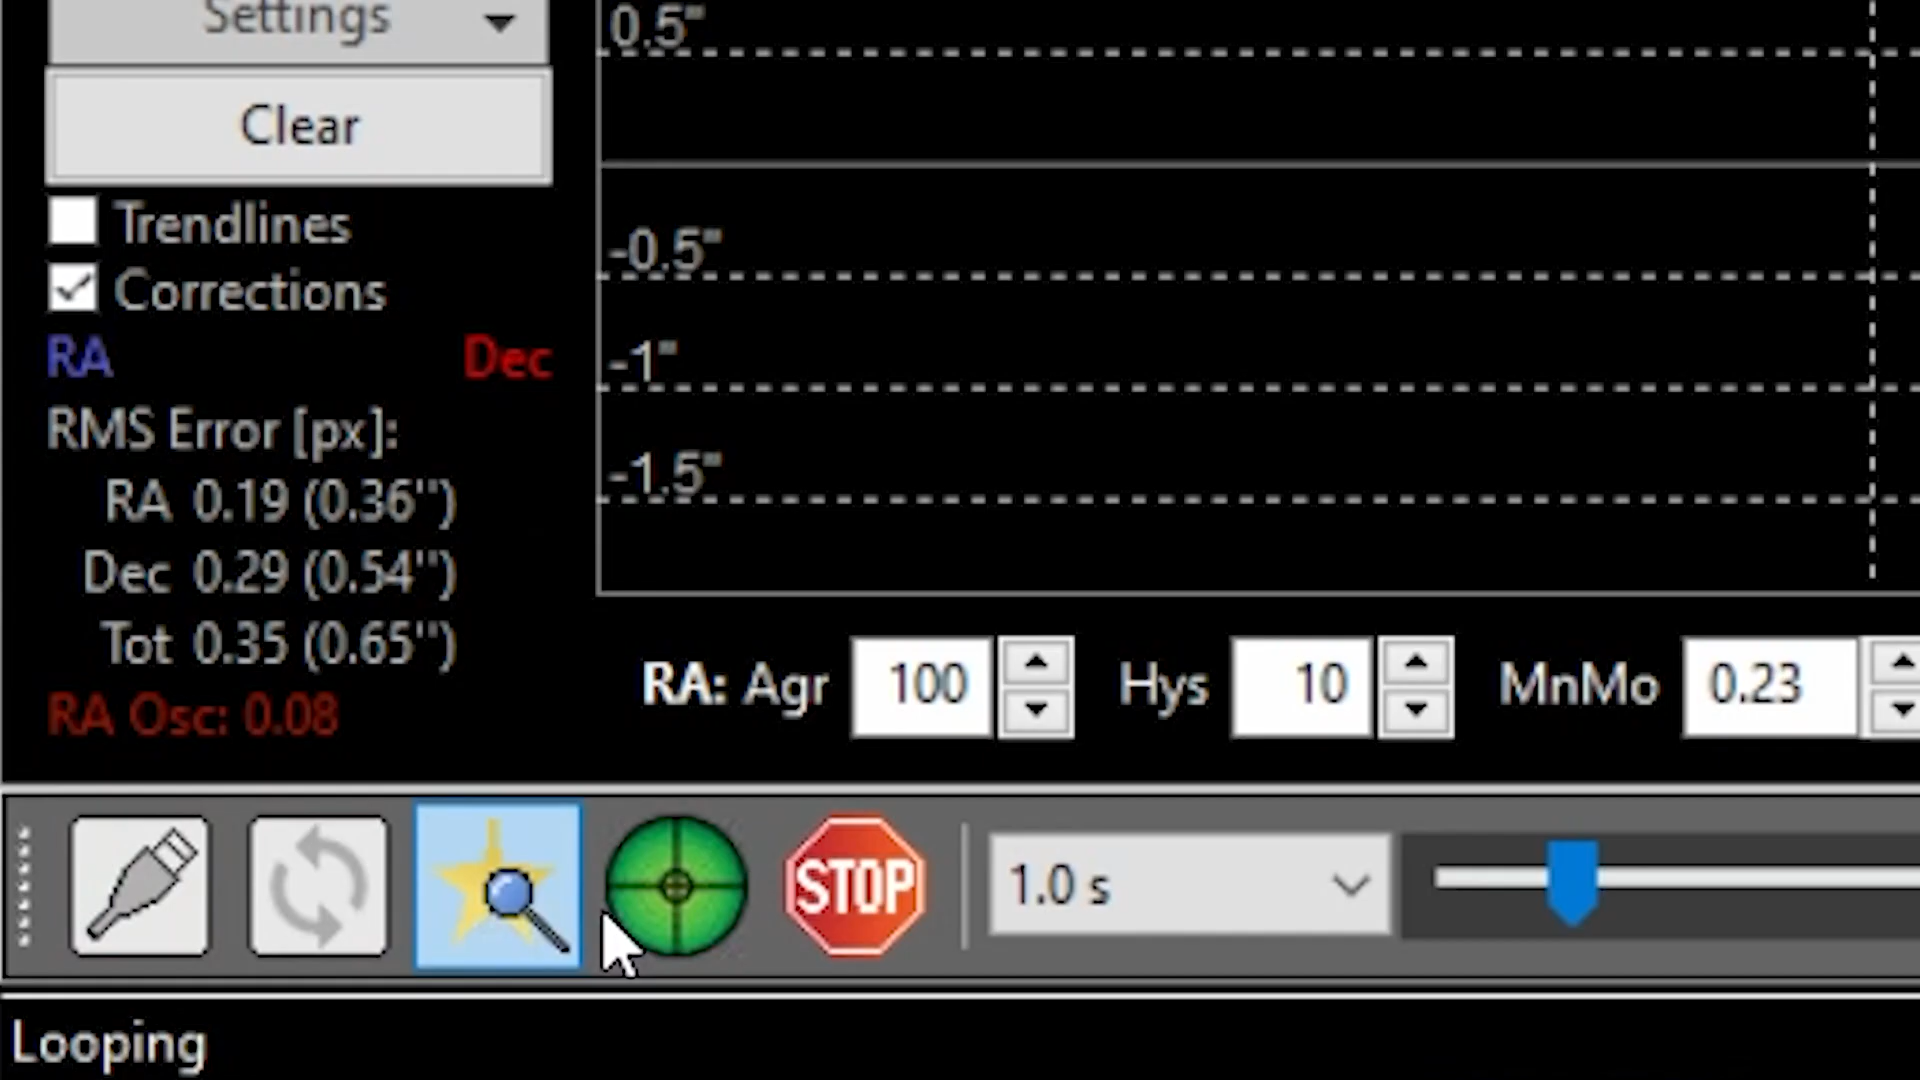 Settings
Clear
Trendlines
Corrections
RA Dec
RMS Error [px]:
RA 0.19 (0.36")
Dec 0.29 (0.54")
Tot 0.35 (0.65")
RA Osc: 0.08
0.5"
-0.5"
-1"
-1.5"
RA: Agr 100 Hys 10 MnMo 0.23
STOP 1.0 s
Looping